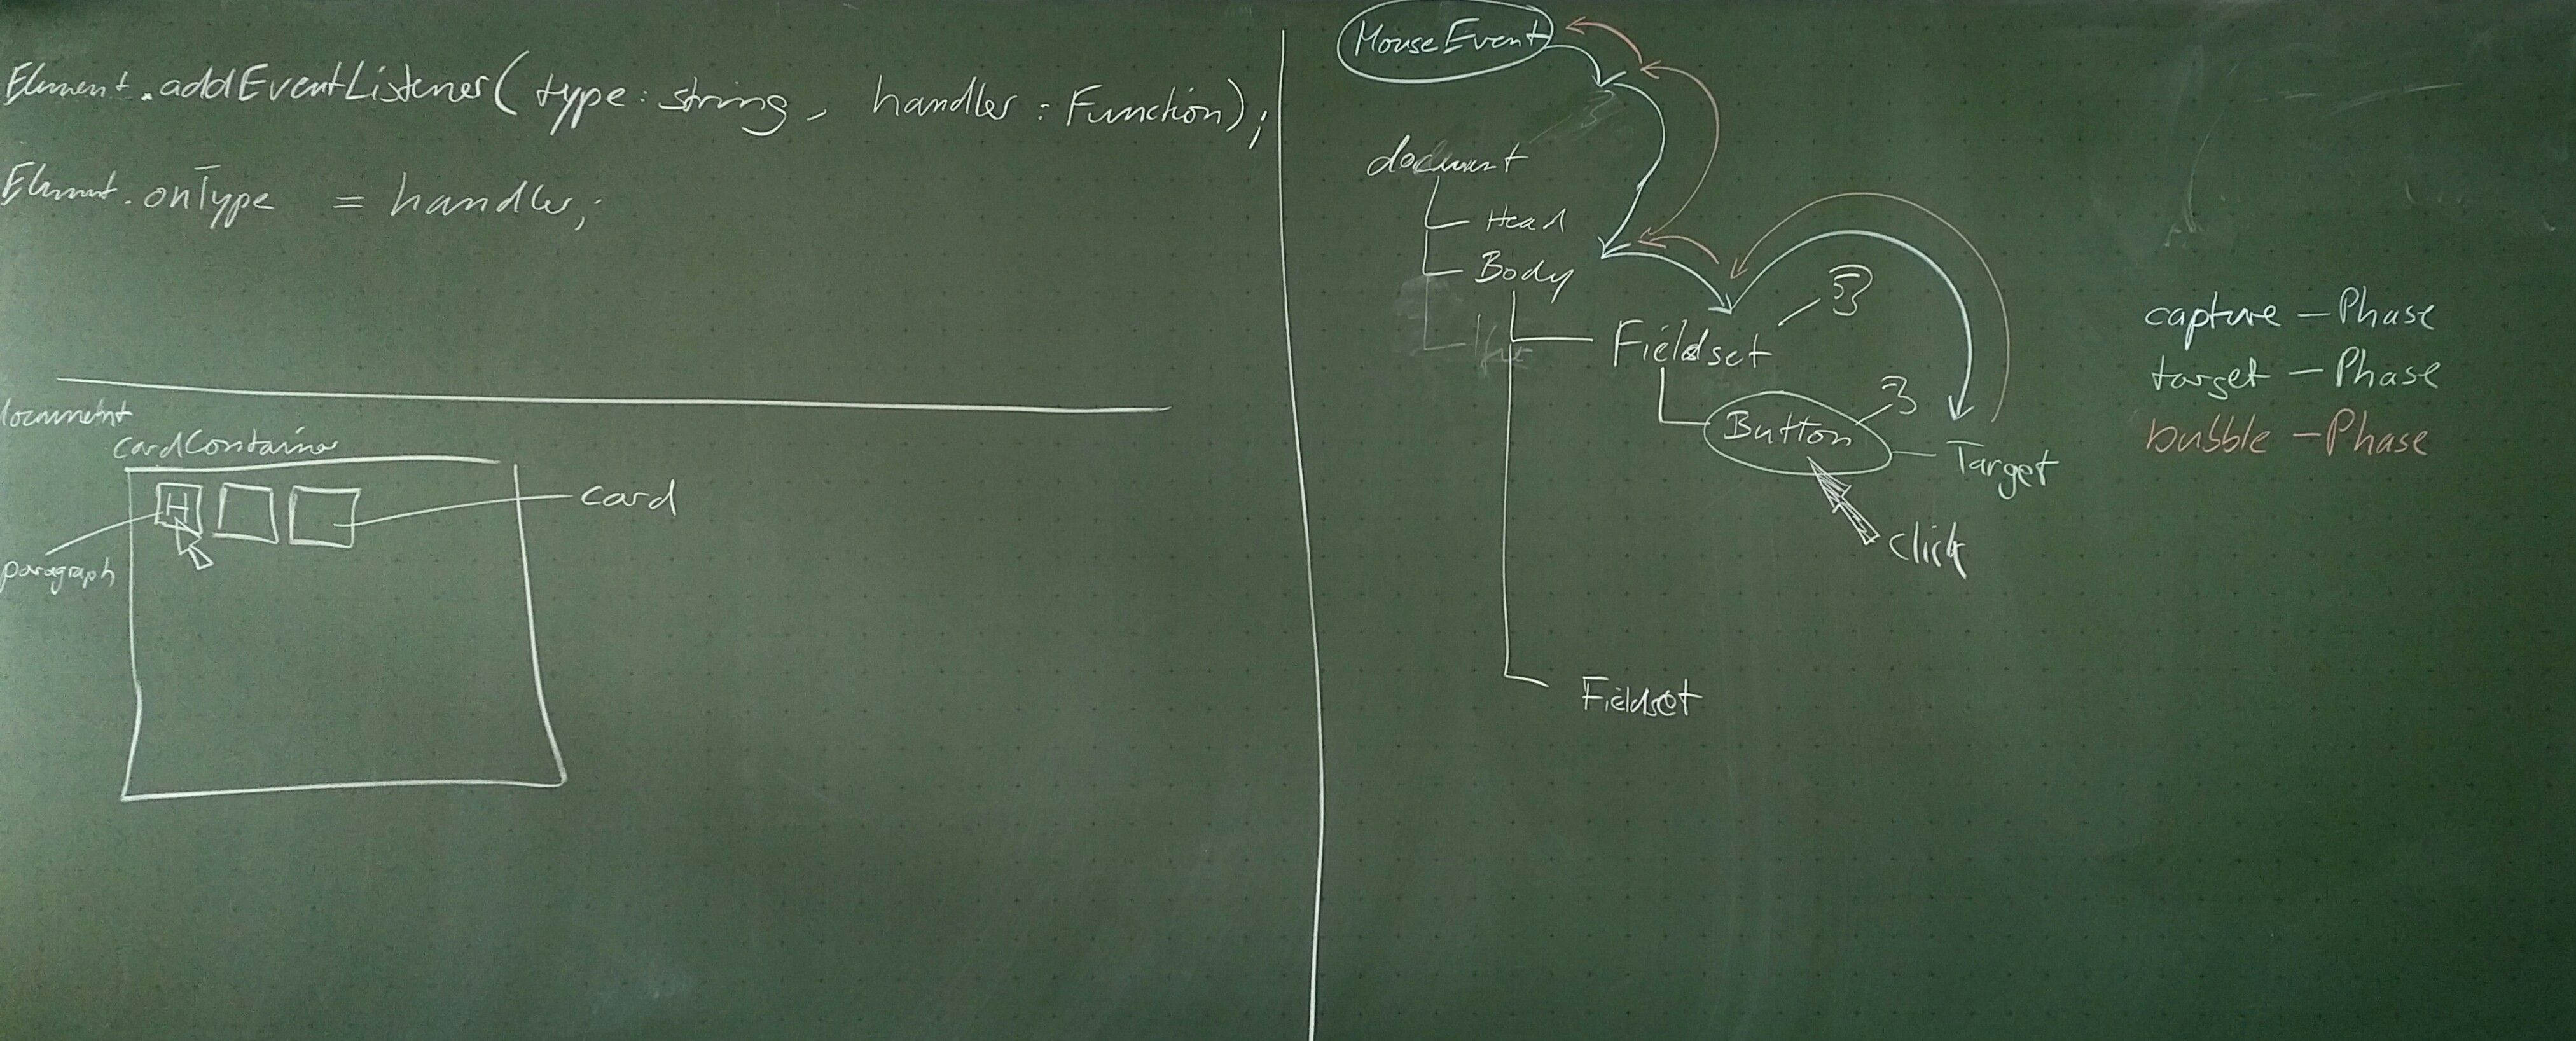 Element.addEventListener(type: string, handler: Function);
Element.onType = handler;
documetnt
cardContainer
H
card
paragraph
MouseEvent
document
Head
Body
Fieldset
Button
Target
click
Fieldset
capture – Phase
target – Phase
bubble – Phase